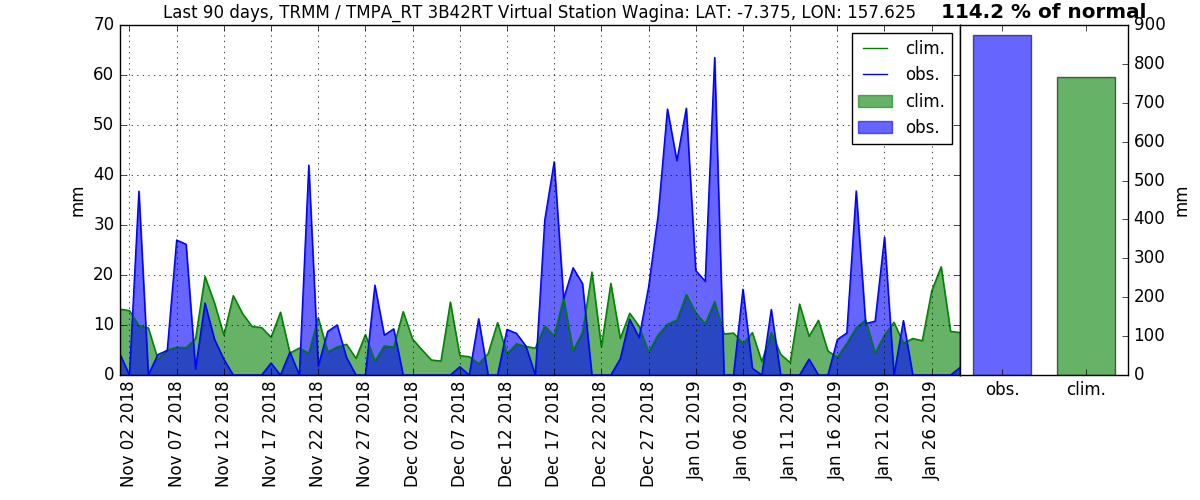 Last 90 days, TRMM / TMPA_RT 3B42RT Virtual Station Wagina: LAT: -7.375, LON: 157.625
114.2 % of normal
mm
70
60
50
40
30
20
10
0
clim.
obs.
clim.
obs.
900
800
700
600
500
400
300
200
100
0
mm
obs.
clim.
Nov 02 2018
Nov 07 2018
Nov 12 2018
Nov 17 2018
Nov 22 2018
Nov 27 2018
Dec 02 2018
Dec 07 2018
Dec 12 2018
Dec 17 2018
Dec 22 2018
Dec 27 2018
Jan 01 2019
Jan 06 2019
Jan 11 2019
Jan 16 2019
Jan 21 2019
Jan 26 2019